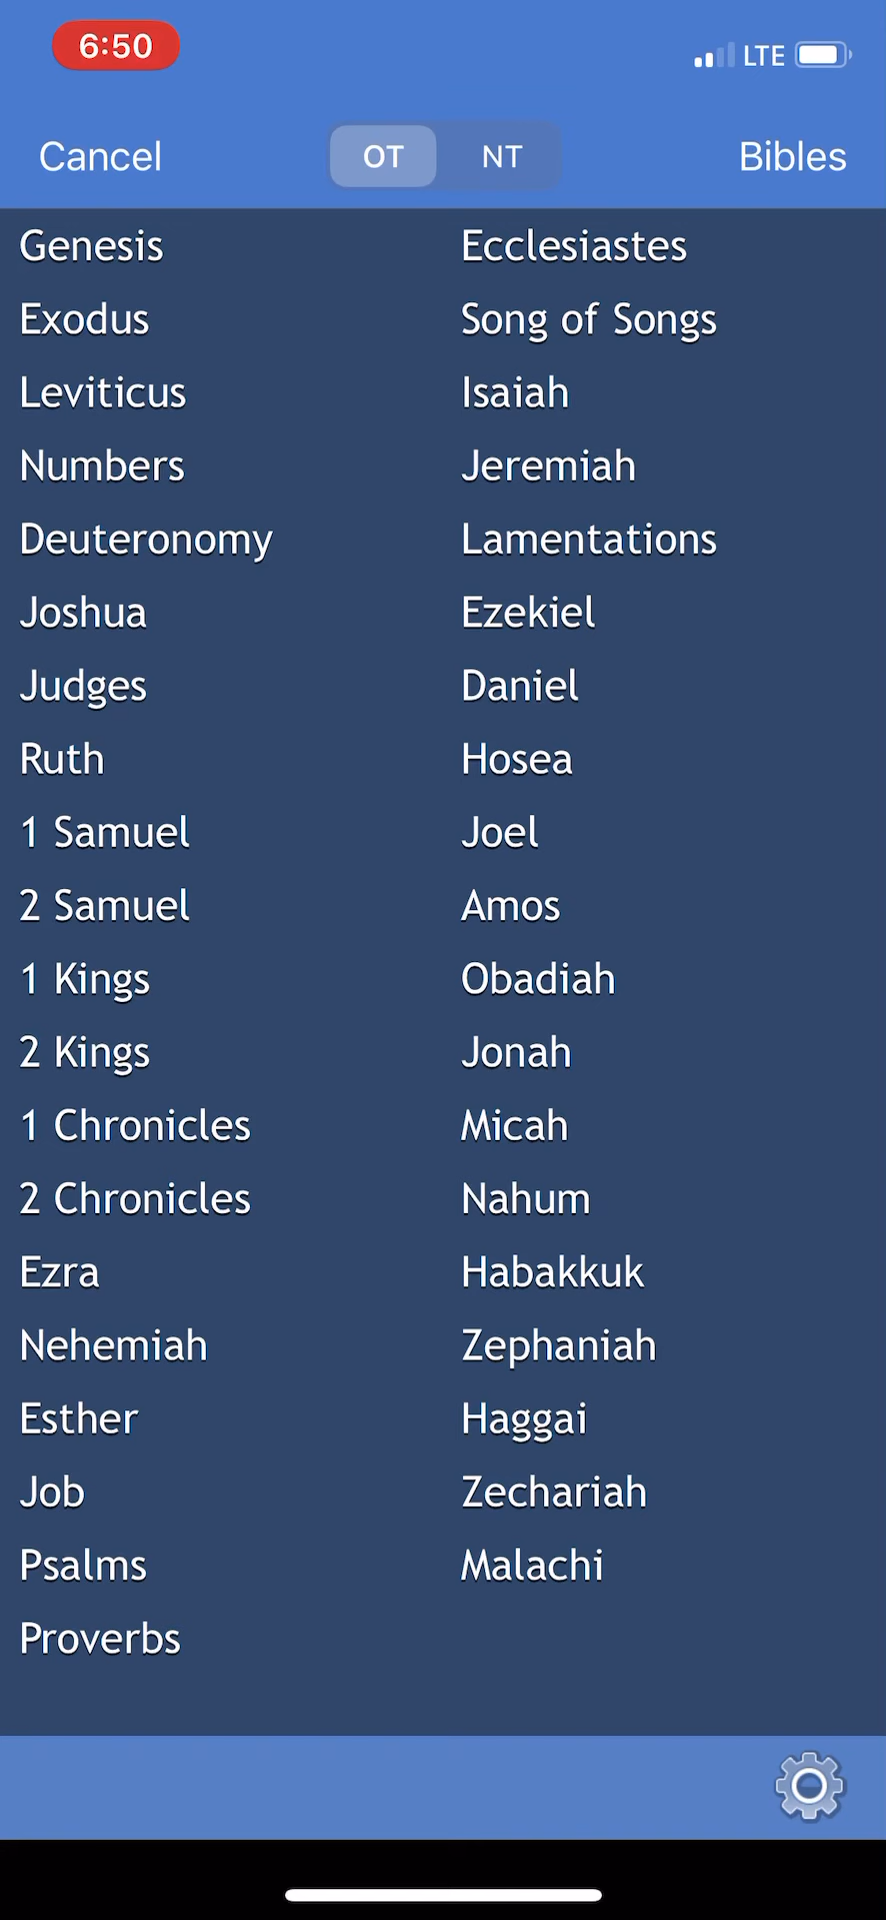 6:50
LTE
Cancel
OT
NT
Bibles
Genesis
Exodus
Leviticus
Numbers
Deuteronomy
Joshua
Judges
Ruth
1 Samuel
2 Samuel
1 Kings
2 Kings
1 Chronicles
2 Chronicles
Ezra
Nehemiah
Esther
Job
Psalms
Proverbs
Ecclesiastes
Song of Songs
Isaiah
Jeremiah
Lamentations
Ezekiel
Daniel
Hosea
Joel
Amos
Obadiah
Jonah
Micah
Nahum
Habakkuk
Zephaniah
Haggai
Zechariah
Malachi